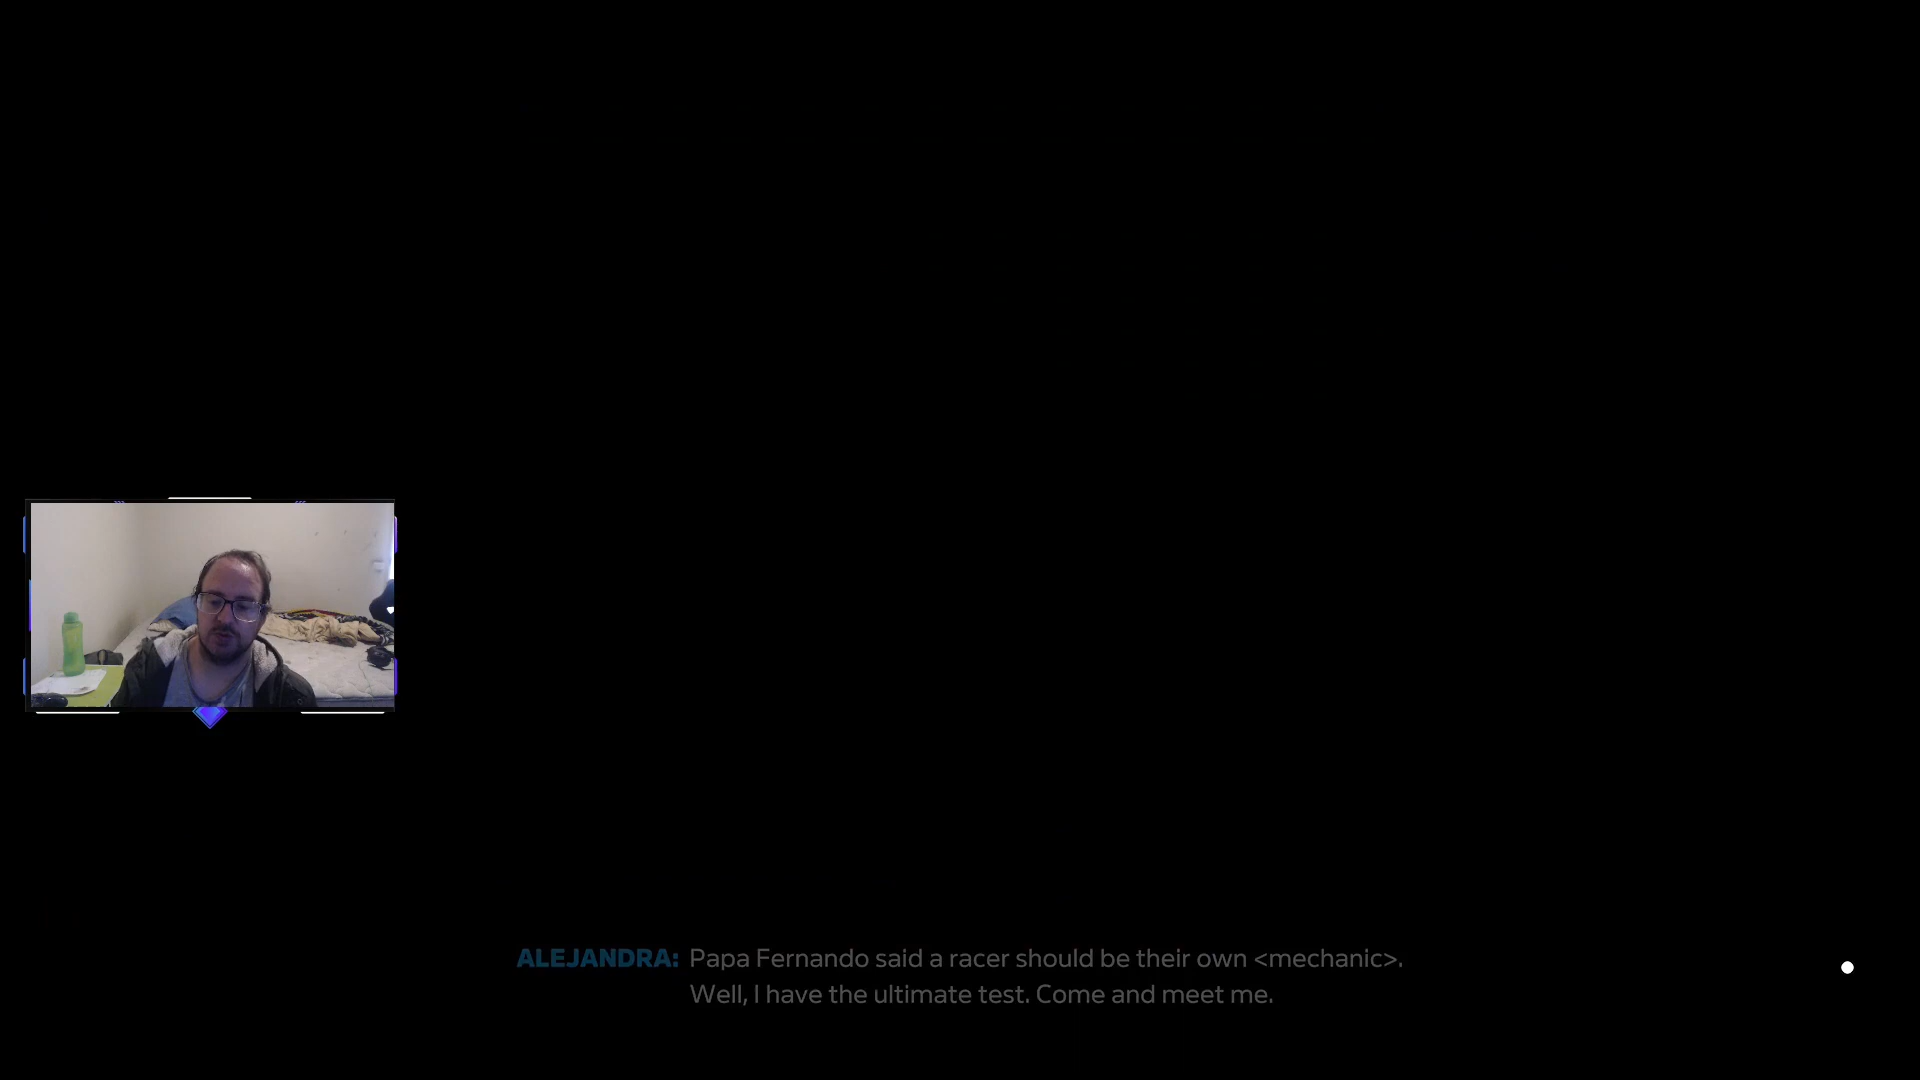 ALEJANDRA: Papa Fernando said a racer should be their own <mechanic>.
Well, I have the ultimate test. Come and meet me.